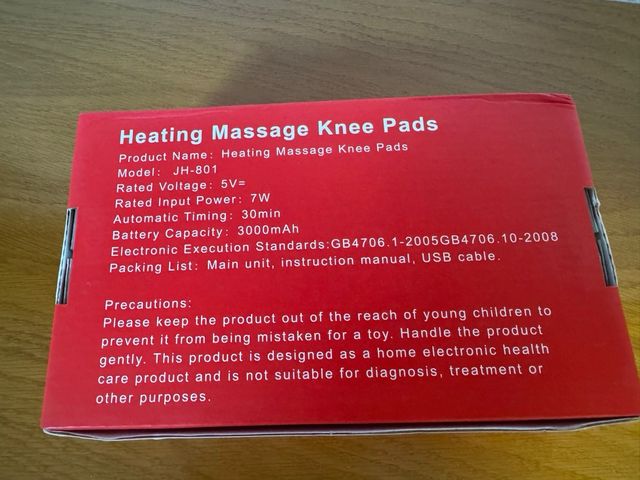 Heating Massage Knee Pads
Product Name: Heating Massage Knee Pads
Model: JH-801
Rated Voltage: 5V=
Rated Input Power: 7W
Automatic Timing: 30min
Battery Capacity: 3000mAh
Electronic Execution Standards:GB4706.1-2005GB4706.10-2008
Packing List: Main unit, instruction manual, USB cable.
Precautions:
Please keep the product out of the reach of young children to
prevent it from being mistaken for a toy. Handle the product
gently. This product is designed as a home electronic health
care product and is not suitable for diagnosis, treatment or
other purposes.